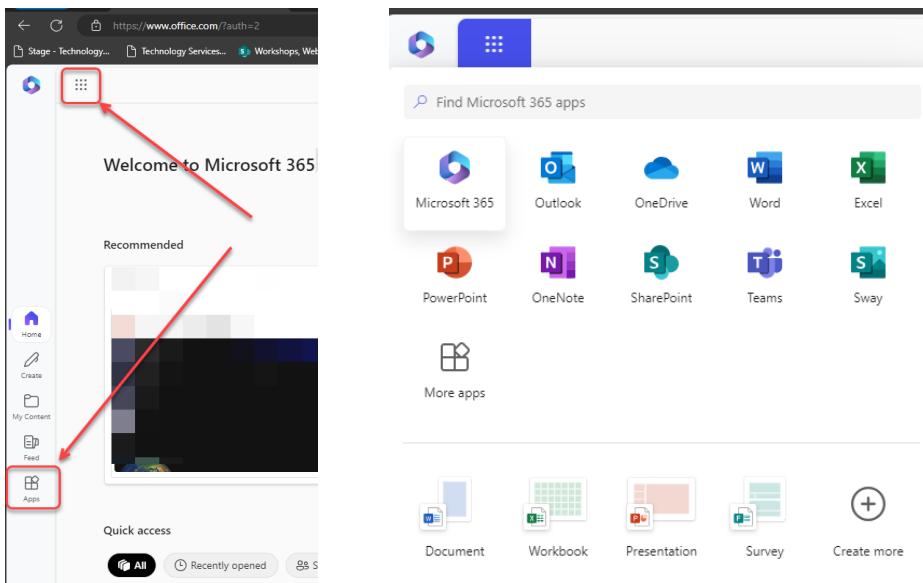 https://www.office.com/?auth=2
Stage - Technology...
Technology Services...
Workshops, Web
Welcome to Microsoft 365
Recommended
Home
Create
My Content
Feed
Apps
Quick access
All
Recently opened
S
Find Microsoft 365 apps
Microsoft 365
Outlook
OneDrive
Word
Excel
PowerPoint
OneNote
SharePoint
Teams
Sway
More apps
Document
Workbook
Presentation
Survey
Create more